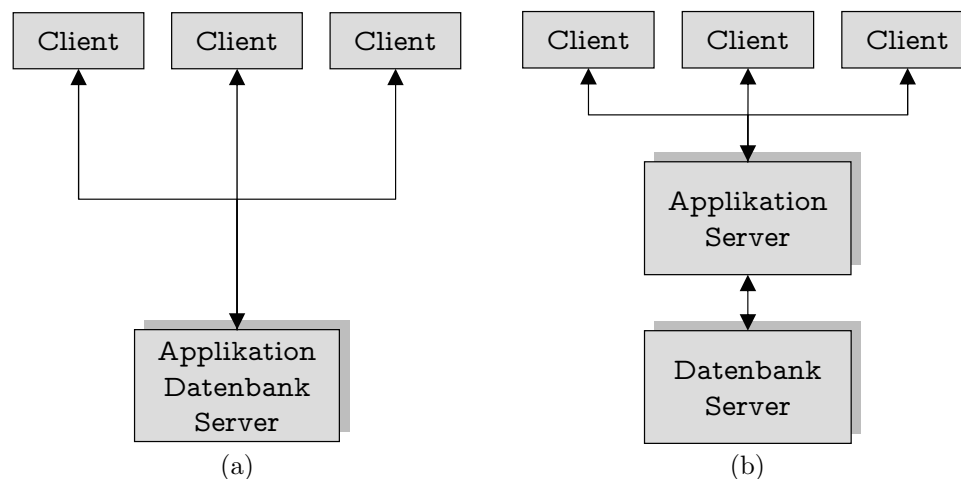 Client
Client
Client
Applikation
Datenbank
Server
(a)
Client
Client
Client
Applikation
Server
Datenbank
Server
(b)